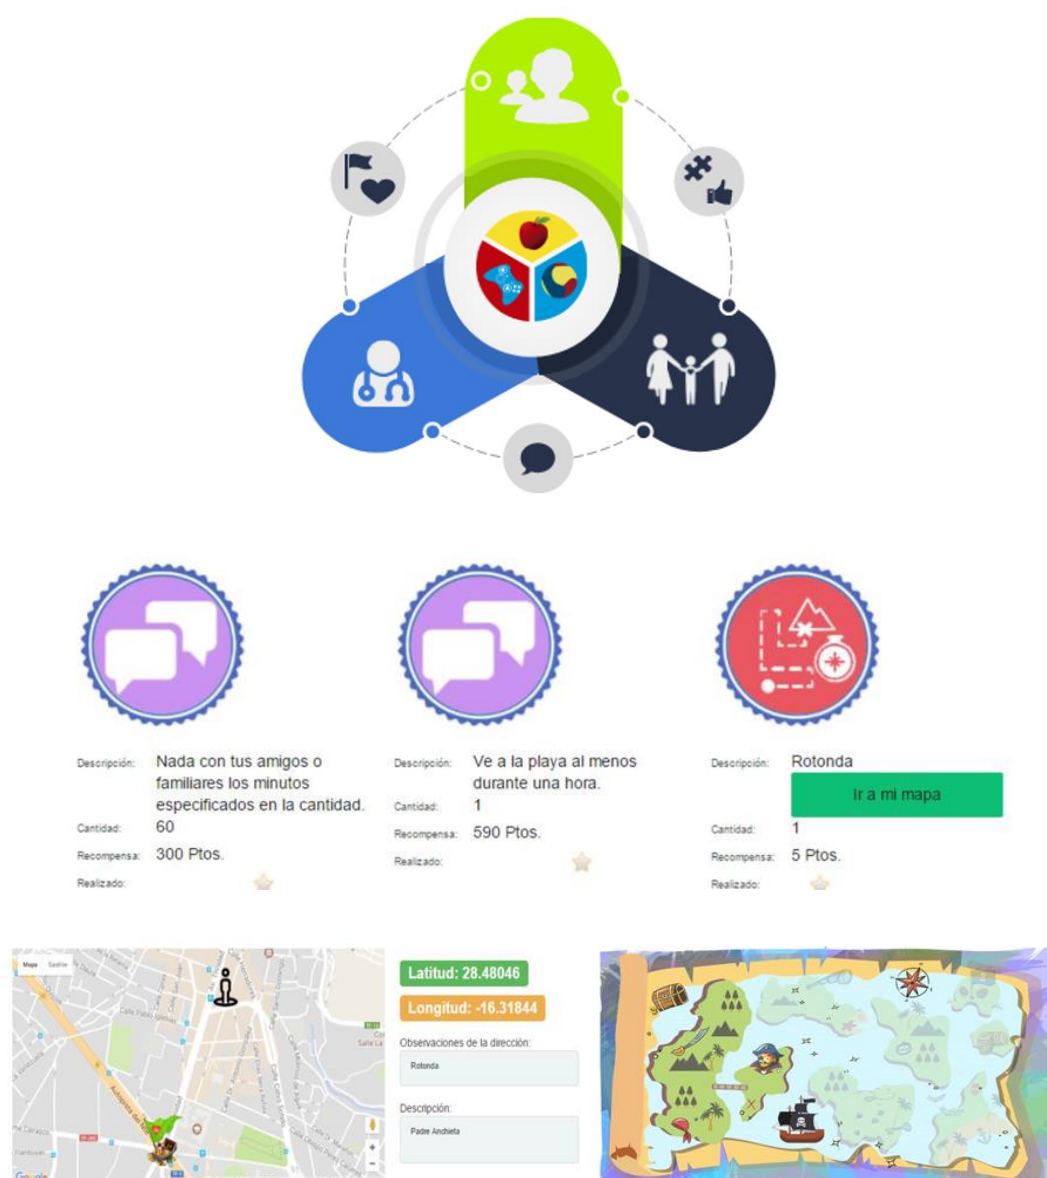 Descripción: Nada con tus amigos o
familiares los minutos
especificados en la cantidad.
Cantidad: 60
Recompensa: 300 Ptos.
Realizado:
Descripción: Ve a la playa al menos
durante una hora.
Cantidad: 1
Recompensa: 590 Ptos.
Realizado:
Descripción: Rotonda
Ir a mi mapa
Cantidad: 1
Recompensa: 5 Ptos.
Realizado:
Mapa Satélite
Calle Pablo Iglesias
Google
Latitud: 28.48046
Longitud: -16.31844
Observaciones de la dirección:
Rotonda
Descripción:
Padre Anchieta